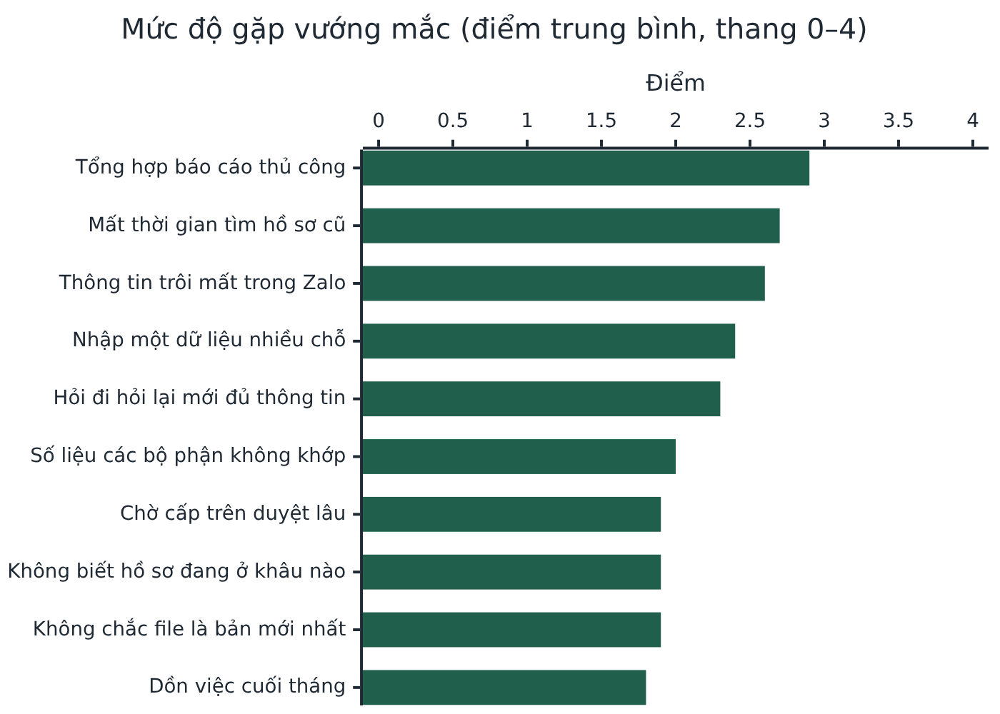 Mức độ gặp vướng mắc (điểm trung bình, thang 0–4)
Điểm
0 0.5 1 1.5 2 2.5 3 3.5 4
Tổng hợp báo cáo thủ công
Mất thời gian tìm hồ sơ cũ
Thông tin trôi mất trong Zalo
Nhập một dữ liệu nhiều chỗ
Hỏi đi hỏi lại mới đủ thông tin
Số liệu các bộ phận không khớp
Chờ cấp trên duyệt lâu
Không biết hồ sơ đang ở khâu nào
Không chắc file là bản mới nhất
Dồn việc cuối tháng